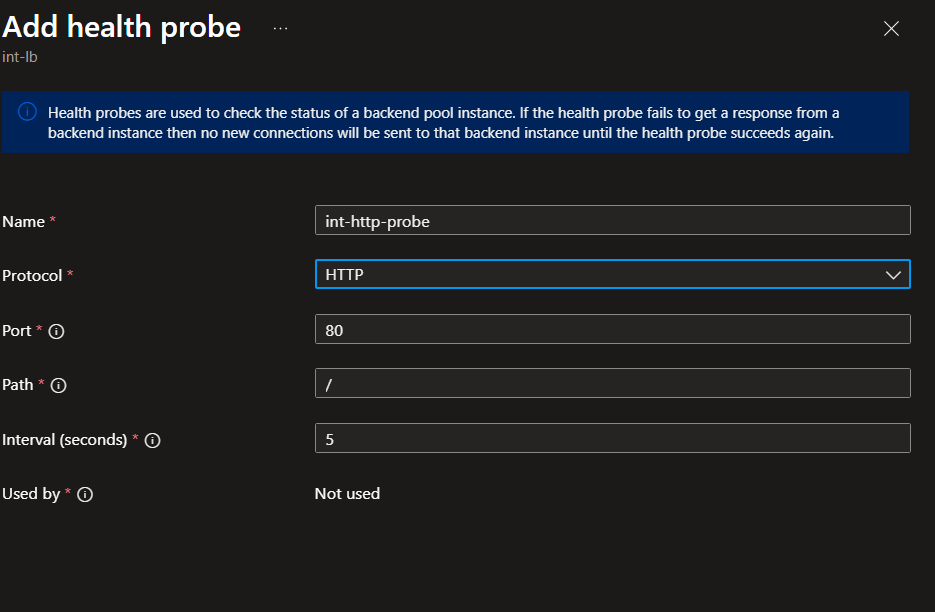 Add health probe ...
int-lb
Health probes are used to check the status of a backend pool instance. If the health probe fails to get a response from a
backend instance then no new connections will be sent to that backend instance until the health probe succeeds again.
Name * int-http-probe
Protocol * HTTP
Port * 80
Path * /
Interval (seconds) * 5
Used by * Not used